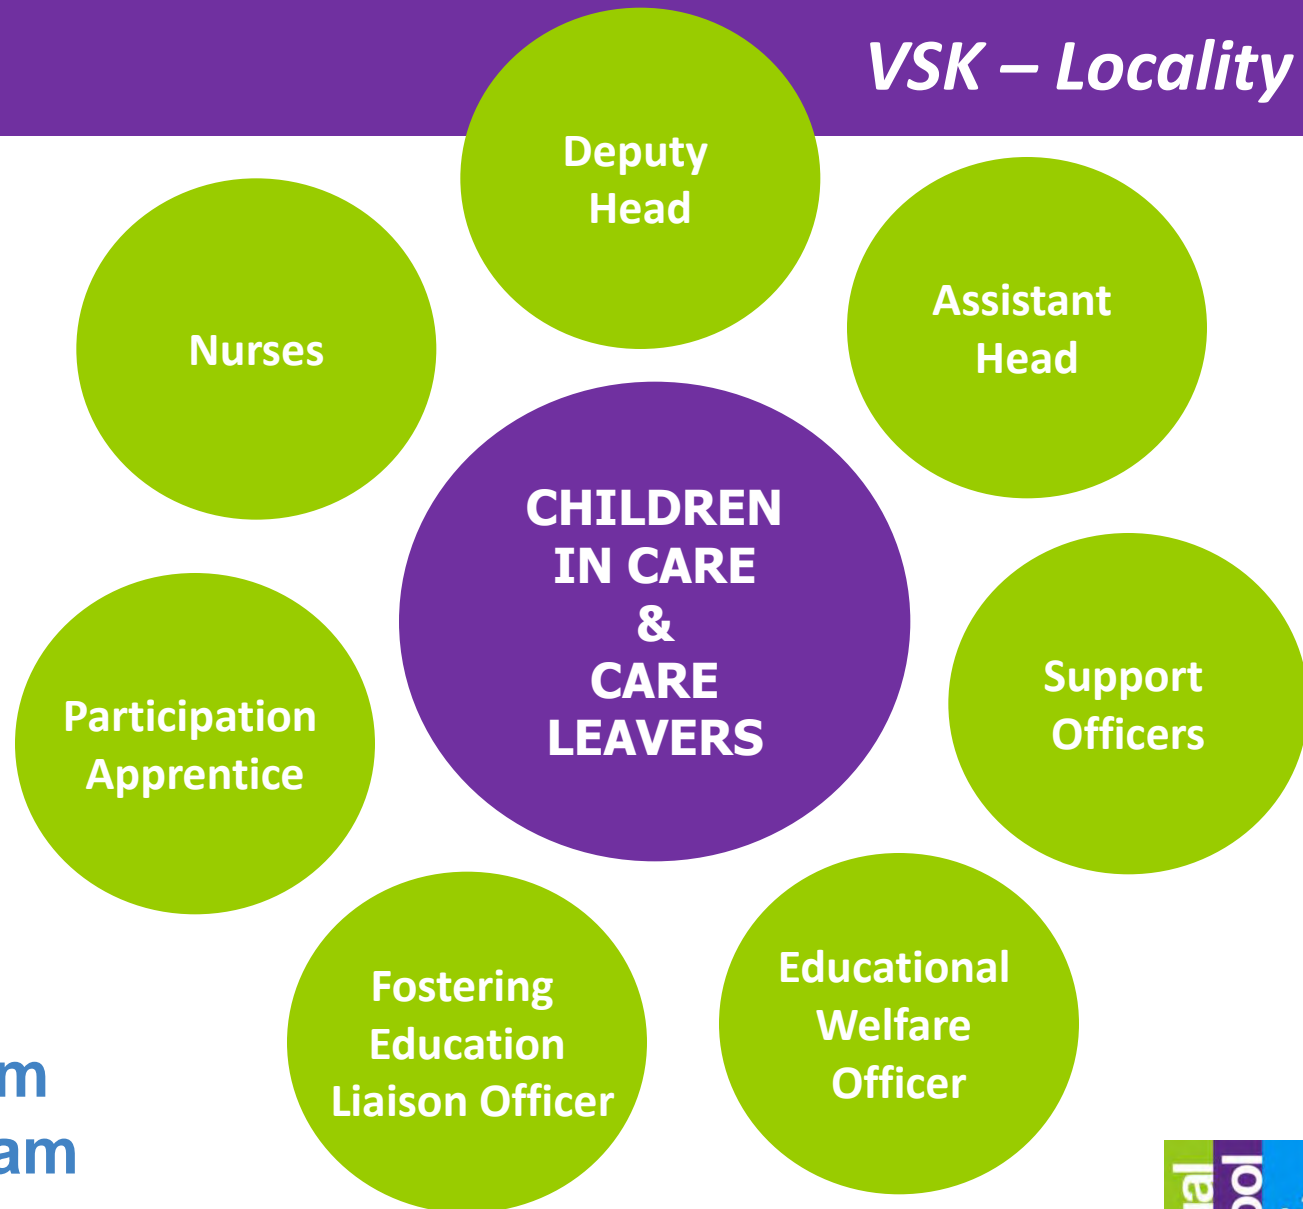 VSK – Locality
Deputy
Head
Assistant
Head
Nurses
CHILDREN
IN CARE
&
CARE
LEAVERS
Support
Officers
Participation
Apprentice
Educational
Welfare
Officer
Fostering
Education
Liaison Officer